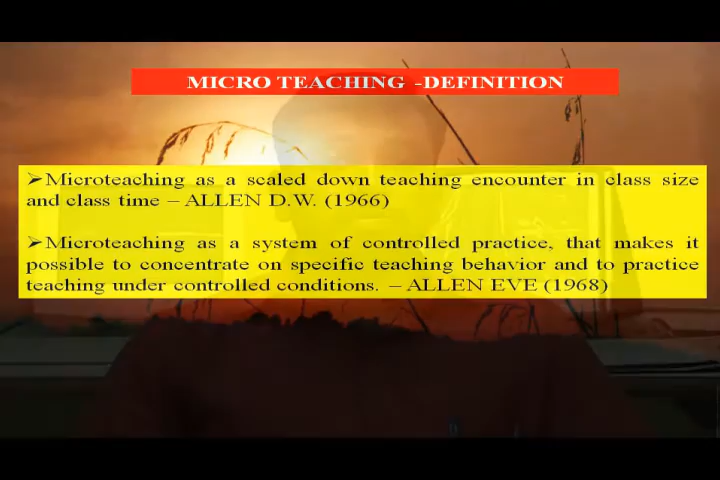 MICRO TEACHING -DEFINITION
➢Microteaching as a scaled down teaching encounter in class size
and class time – ALLEN D.W. (1966)
➢Microteaching as a system of controlled practice, that makes it
possible to concentrate on specific teaching behavior and to practice
teaching under controlled conditions. – ALLEN EVE (1968)